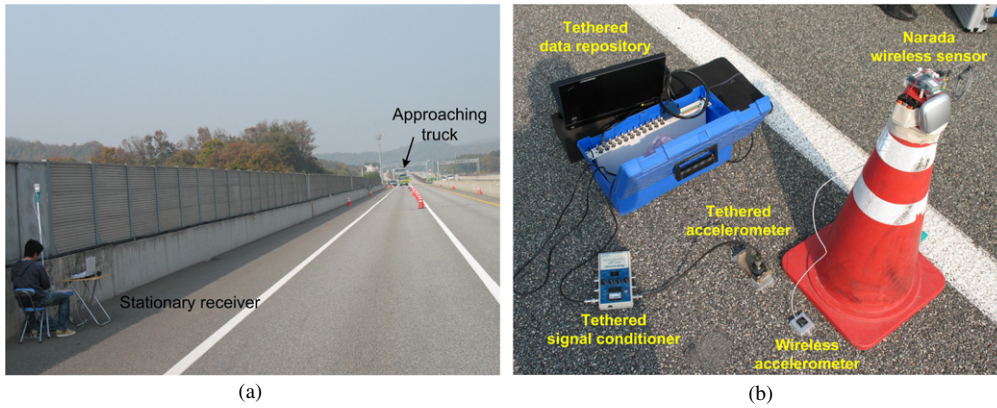 Approaching
truck
Stationary receiver
(a)
Tethered
data repository
Narada
wireless sensor
Tethered
accelerometer
Tethered
signal conditioner
Wireless
accelerometer
(b)